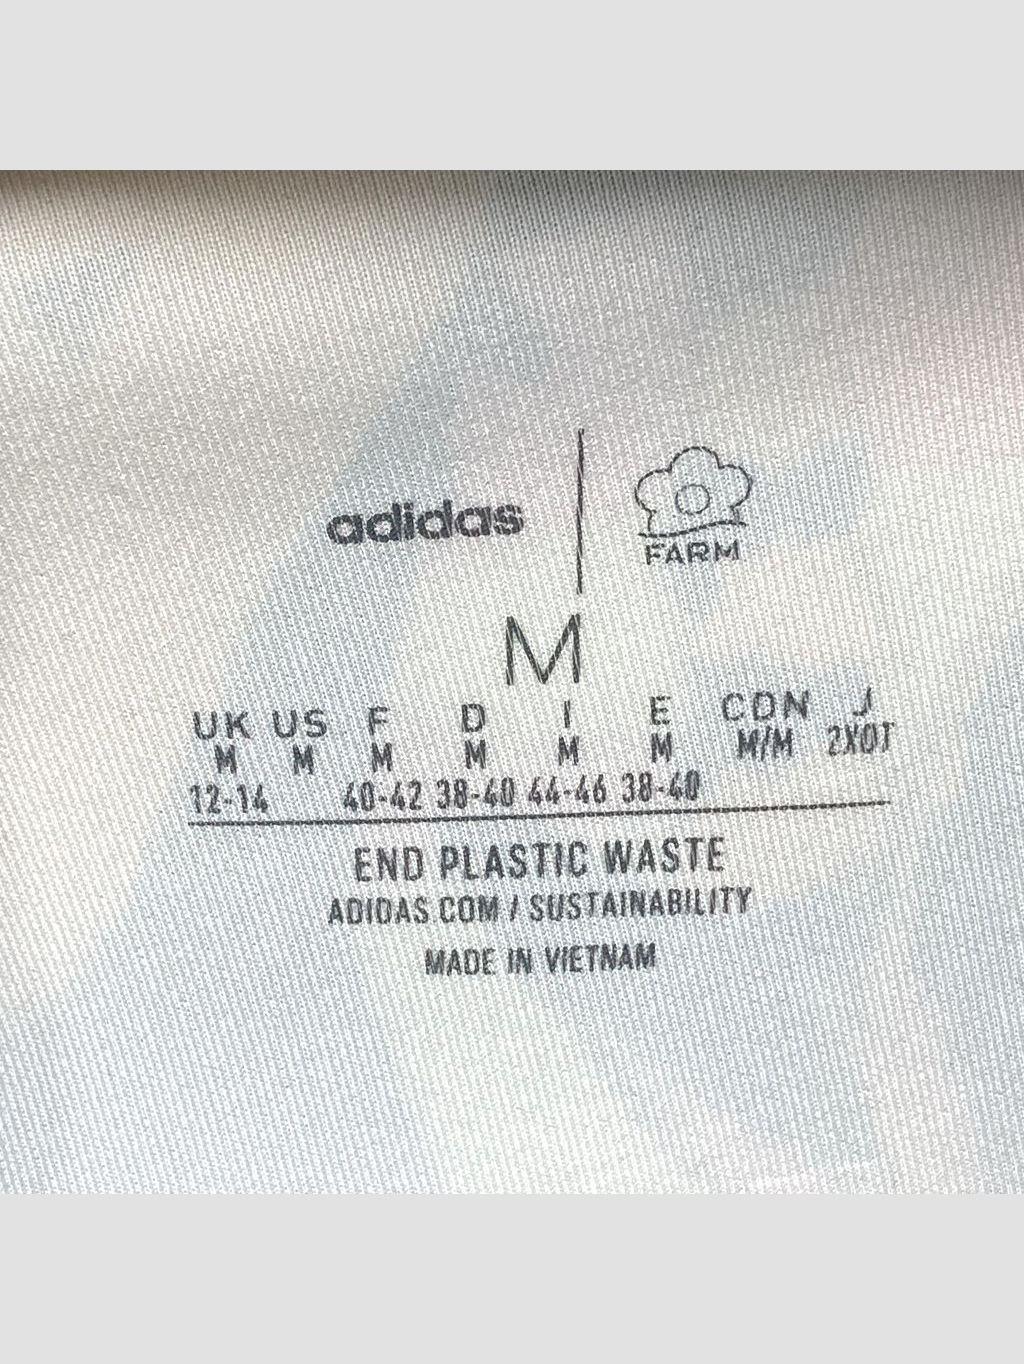 adidas
FARM
M
UK US F D I E CDN J
M M M M M M M/M 2XOT
12-14 40-42 38-40 44-46 38-40
END PLASTIC WASTE
ADIDAS.COM / SUSTAINABILITY
MADE IN VIETNAM